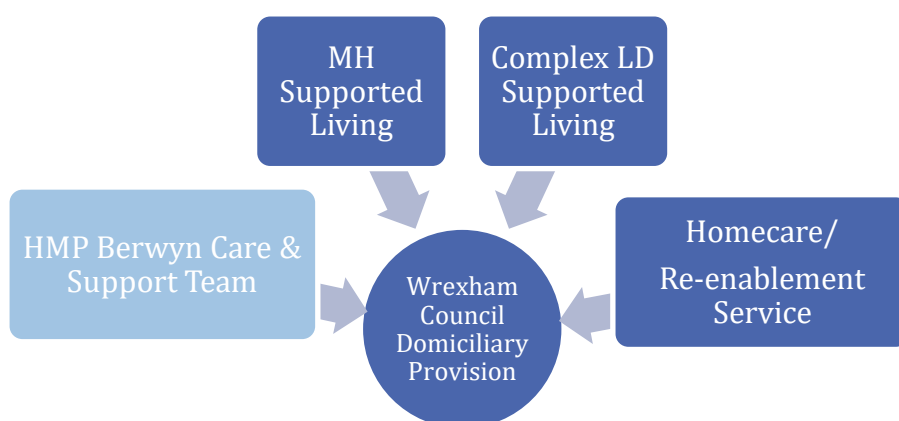 MH
Supported
Living
Complex LD
Supported
Living
HMP Berwyn Care &
Support Team
Homecare/
Re-enablement
Service
Wrexham
Council
Domiciliary
Provision